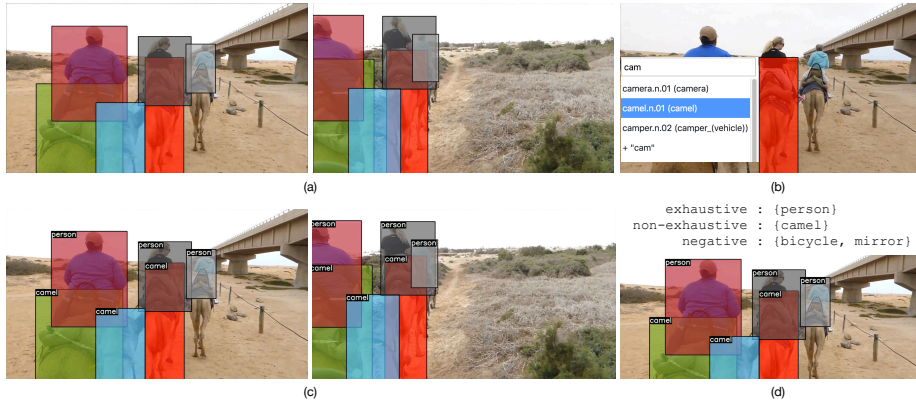 cam
camera.n.01 (camera)
camel.n.01 (camel)
camper.n.02 (camper_(vehicle))
+ "cam"
(a)
(b)
person
person
person
camel
camel
camel
person
person
camel
camel
camel
exhaustive : {person}
non-exhaustive : {camel}
negative : {bicycle, mirror}
person
person
person
camel
camel
camel
(c)
(d)